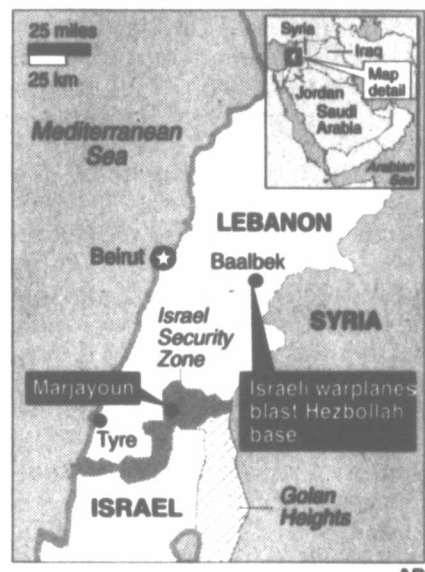 25 miles
25 km
Mediterranean
Sea
Syria
Iraq
Map
detail
Jordan
Saudi
Arabia
Arabian
Sea
LEBANON
Beirut
Baalbek
SYRIA
Israel
Security
Zone
Marjayoun
Israeli warplanes
blast Hezbollah
base
Tyre
ISRAEL
Golan
Heights
AP